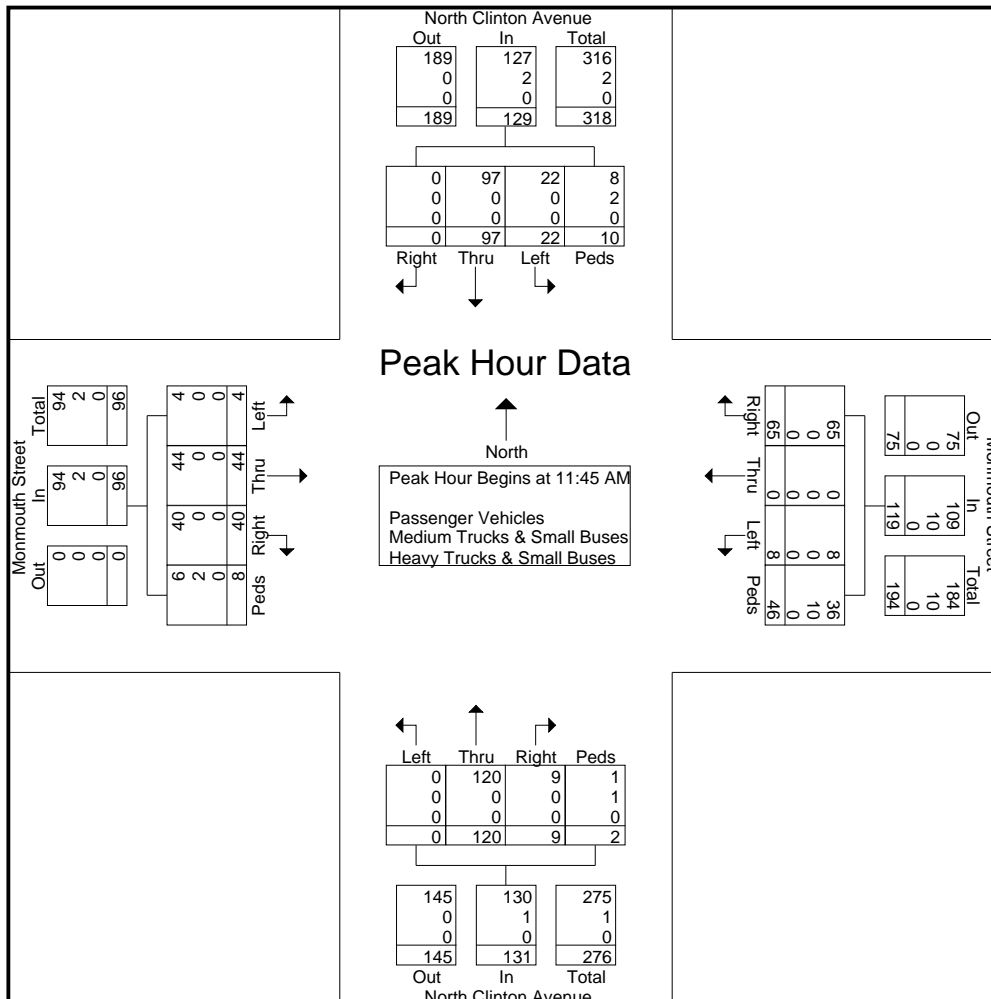 North Clinton Avenue
Out In Total
189 127 316
0 2 2
0 0 0
189 129 318
0 97 22 8
0 0 0 2
0 0 0 0
0 97 22 10
Right Thru Left Peds
Peak Hour Data
North
Peak Hour Begins at 11:45 AM
Passenger Vehicles
Medium Trucks & Small Buses
Heavy Trucks & Small Buses
Monmouth Street
Out In Total
0 94 94
0 2 2
0 0 0
0 96 96
Left Thru Right Peds
4 44 40 6
0 0 0 2
0 0 0 0
4 44 40 8
Right Thru Left Peds
65 0 8 36
0 0 0 10
0 0 0 0
65 0 8 46
Out In Total
75 109 184
0 10 10
0 0 0
75 119 194
Monmouth Street
Left Thru Right Peds
0 120 9 1
0 0 0 1
0 0 0 0
0 120 9 2
145 130 275
0 1 1
0 0 0
145 131 276
Out In Total
North Clinton Avenue